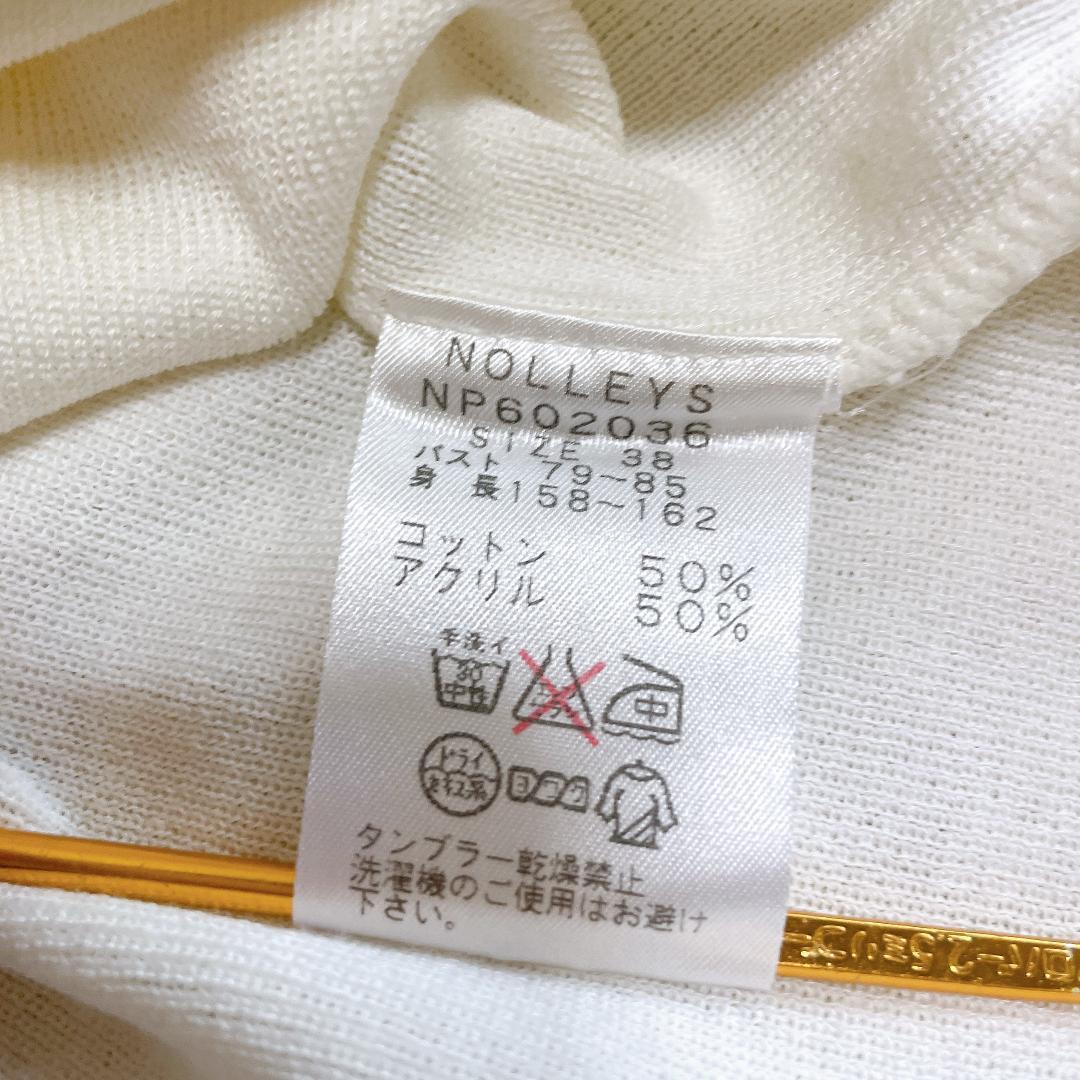 NOLLEYS
NP602036
SIZE 38
バスト 79~85
身 長158~162
コットン 50%
アクリル 50%
手洗イ
30
中性
中
ドライ
セキユ系
ヨワク
タンブラー乾燥禁止
洗濯機のご使用はお避け
下さい。